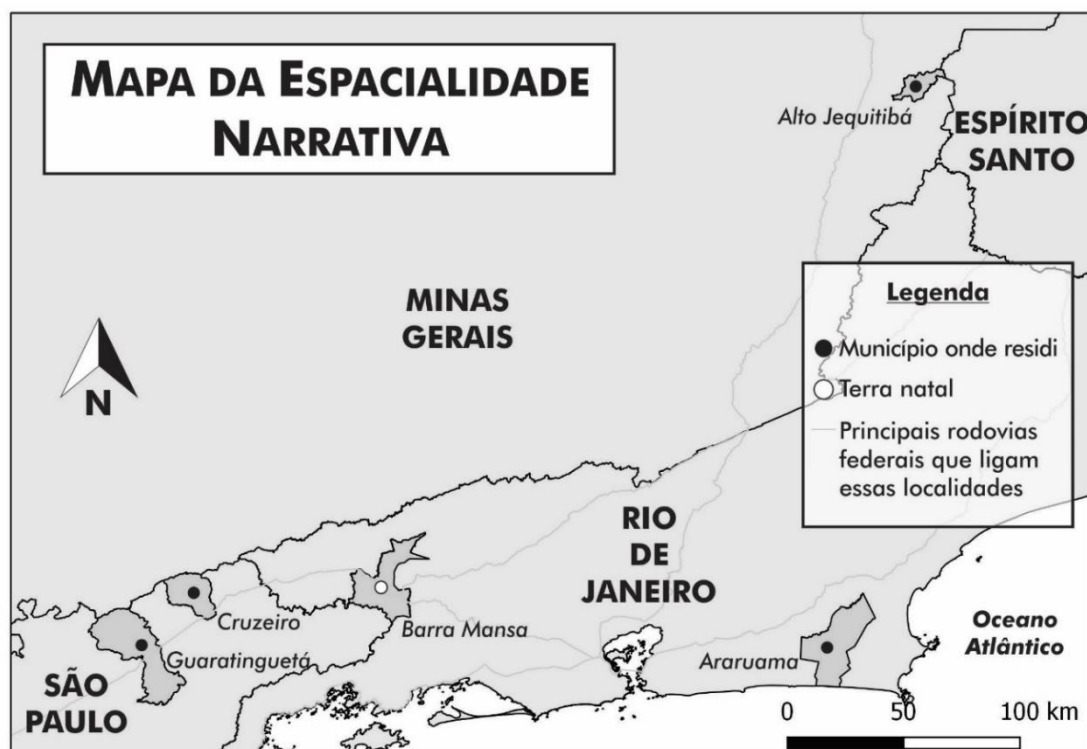 MAPA DA ESPACIALIDADE
NARRATIVA
Alto Jequitibá
ESPÍRITO
SANTO
MINAS
GERAIS
N
Legenda
Município onde residi
Terra natal
Principais rodovias
federais que ligam
essas localidades
RIO
DE
JANEIRO
Cruzeiro
Barra Mansa
Guaratinguetá
Araruama
Oceano
Atlântico
SÃO
PAULO
0 50 100 km